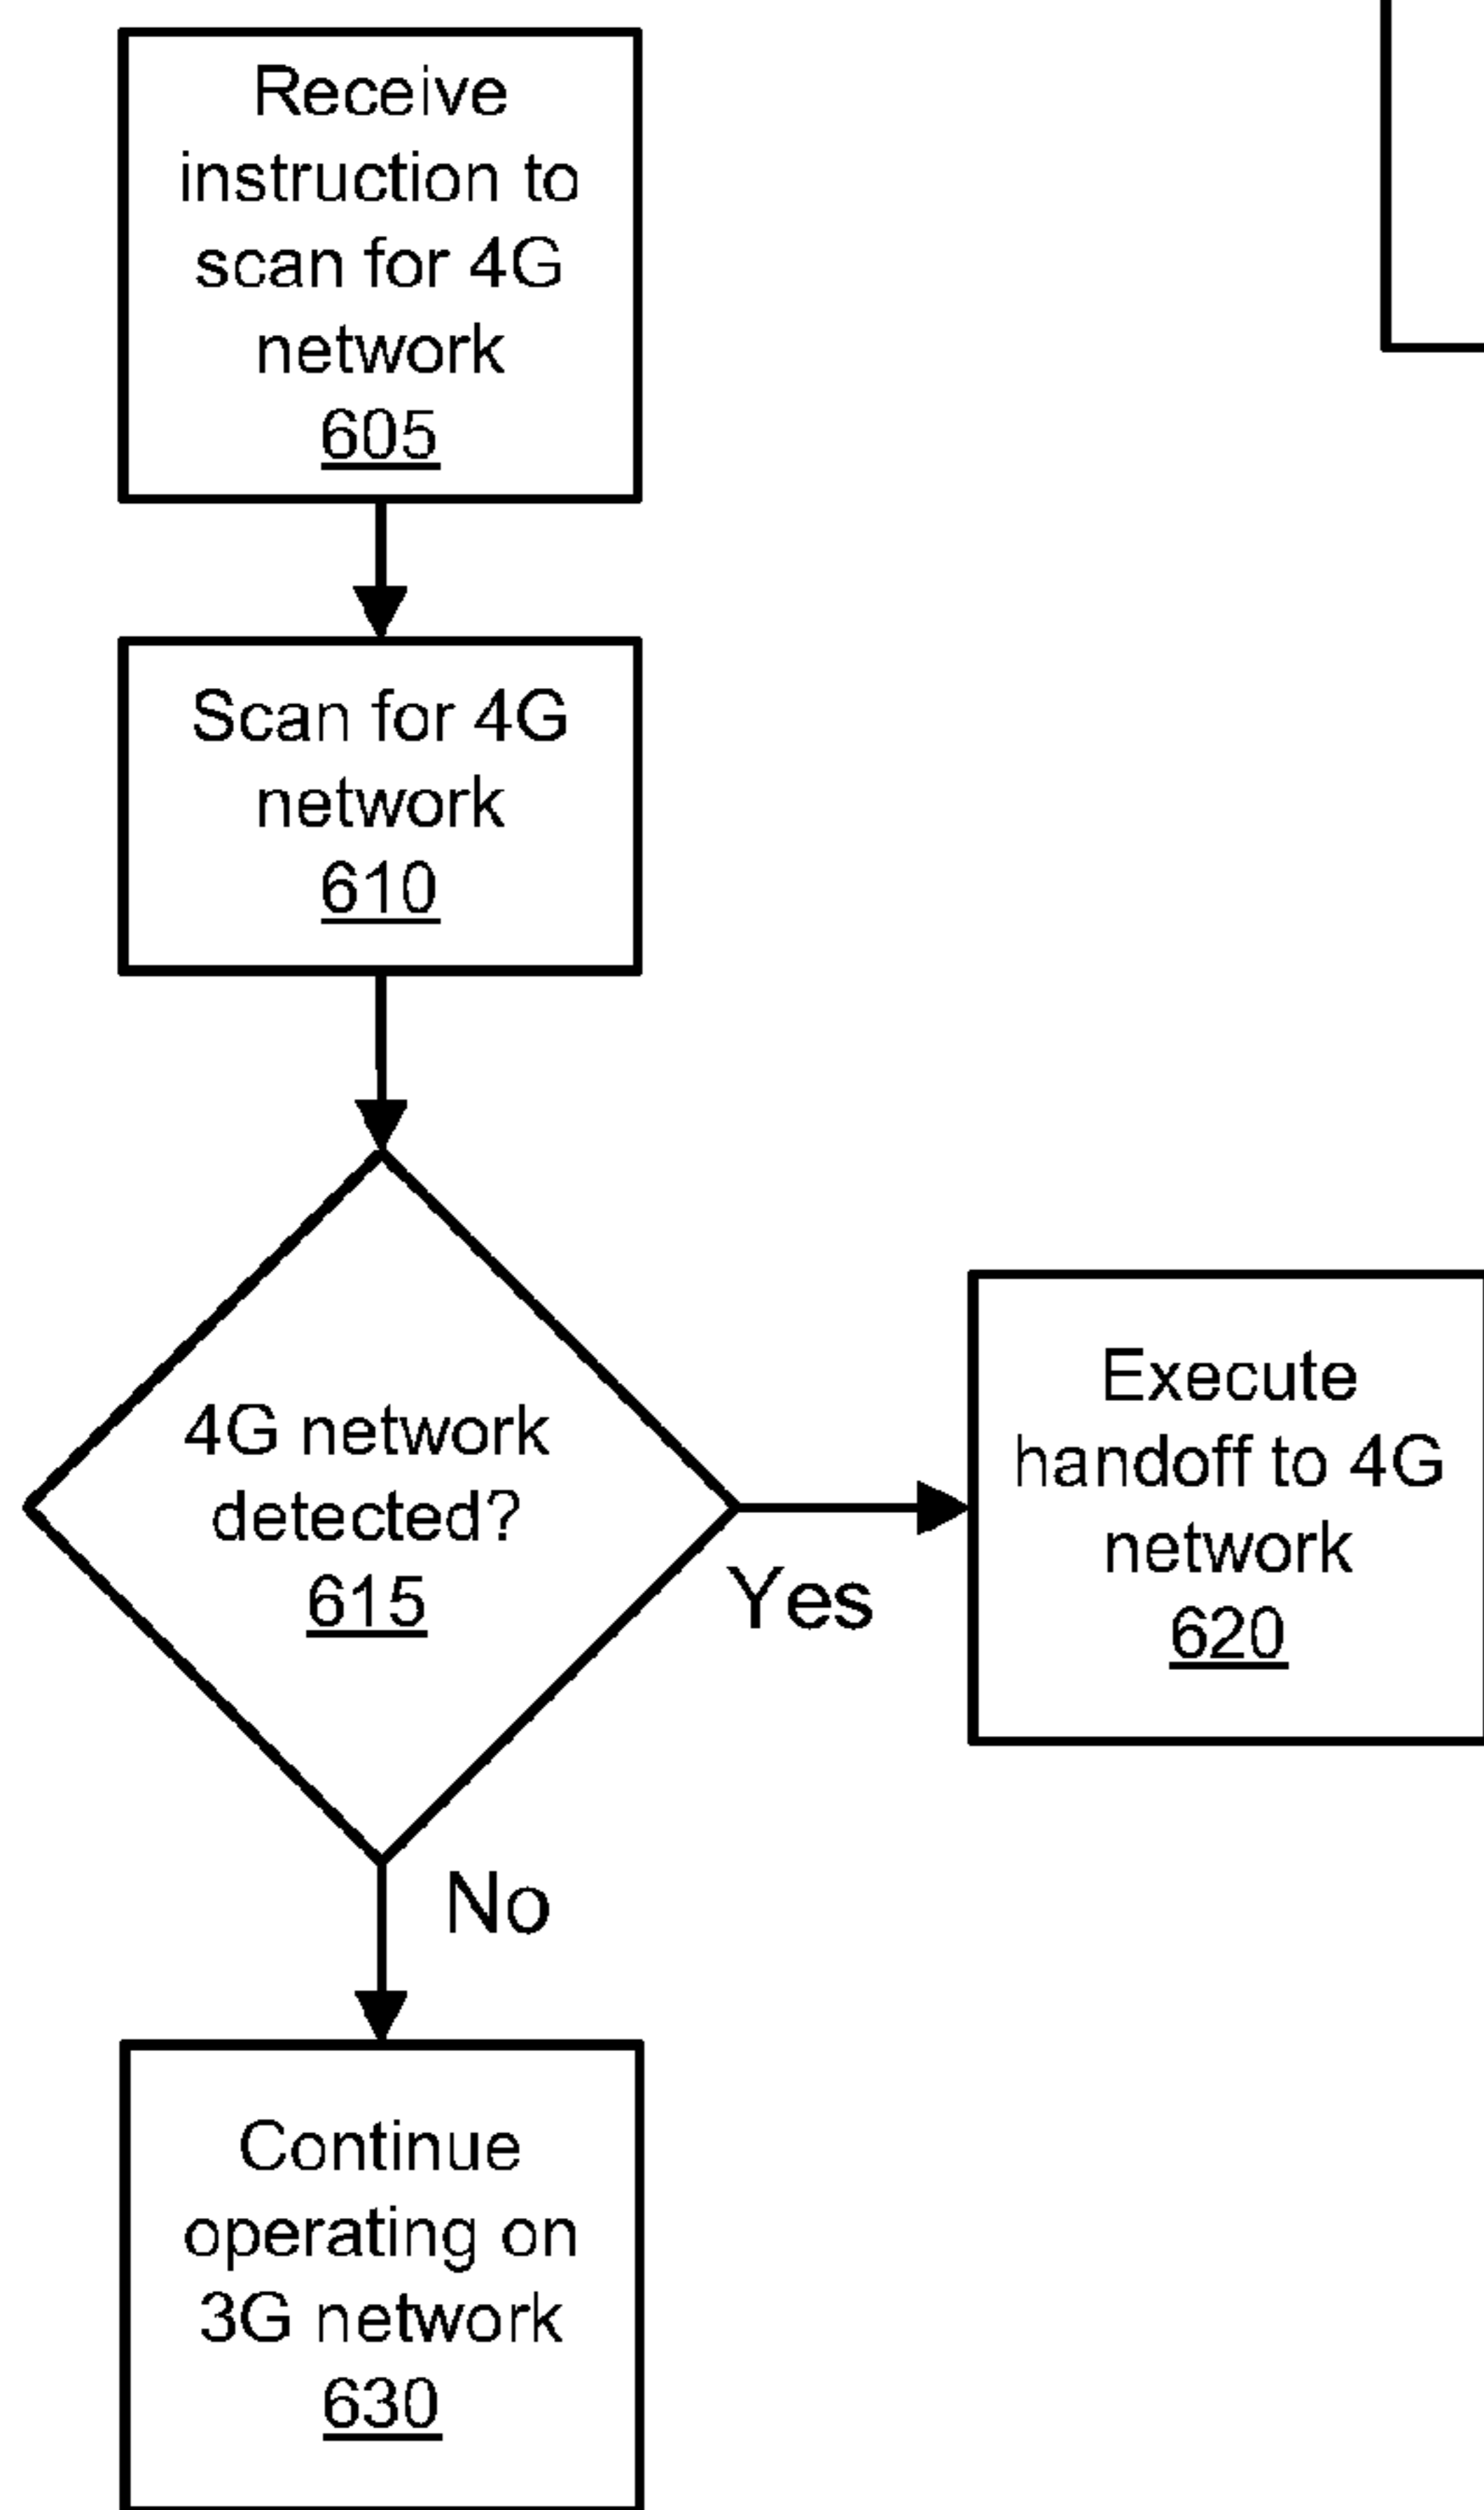 Receive
instruction to
scan for 4G
network
605
Scan for 4G
network
610
4G network
detected?
615
Yes
Execute
handoff to 4G
network
620
No
Continue
operating on
3G network
630